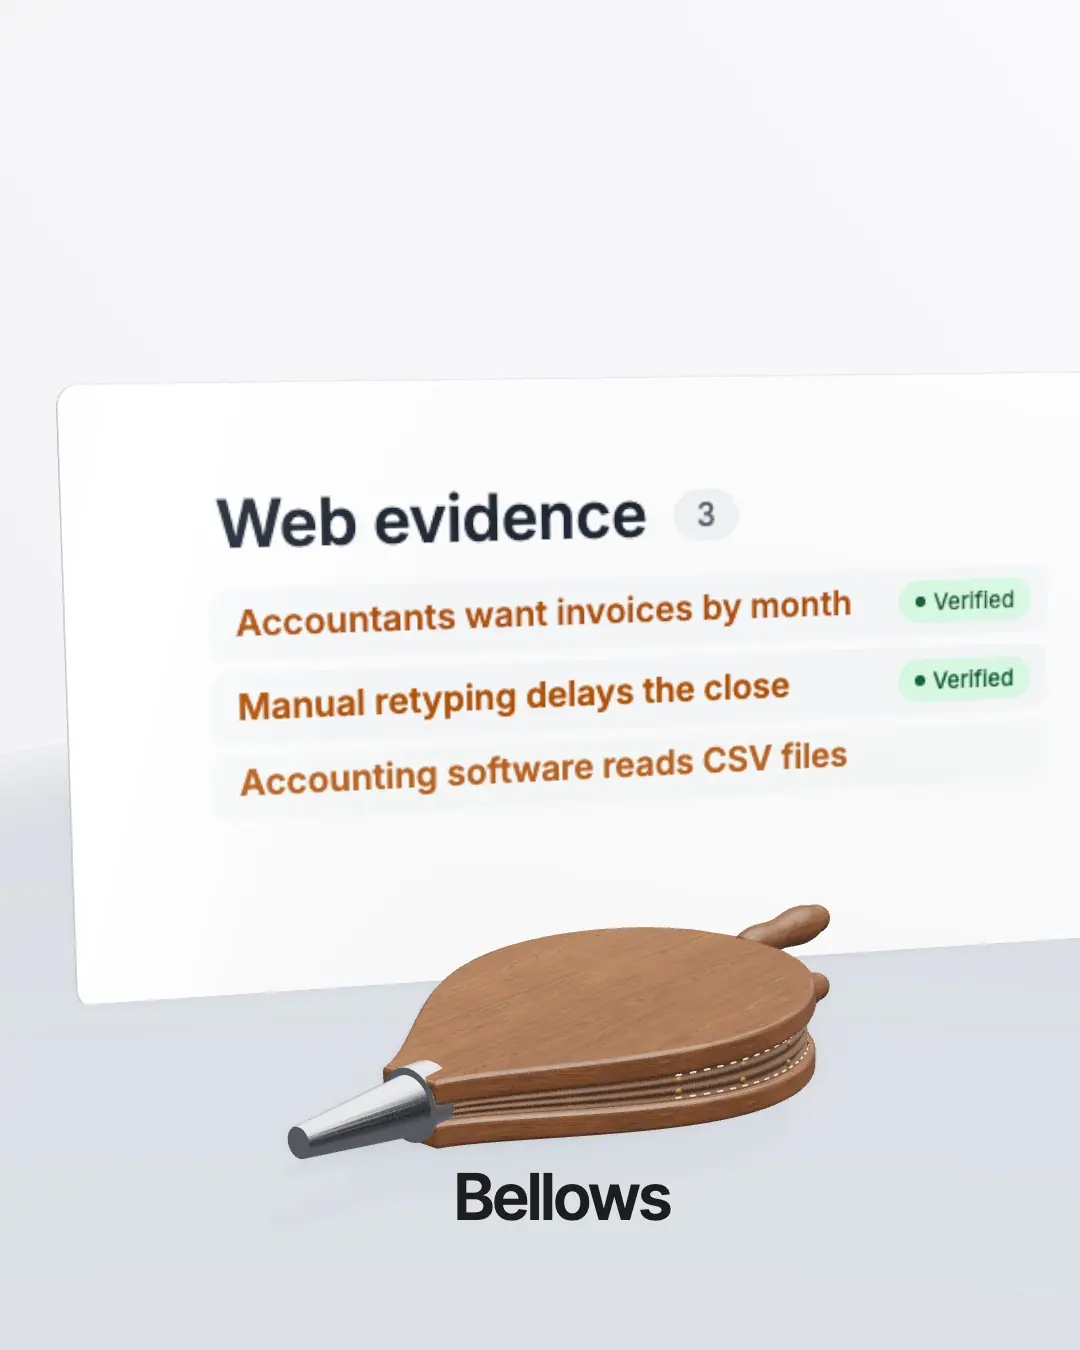 Web evidence 3
Accountants want invoices by month Verified
Manual retyping delays the close Verified
Accounting software reads CSV files
Bellows